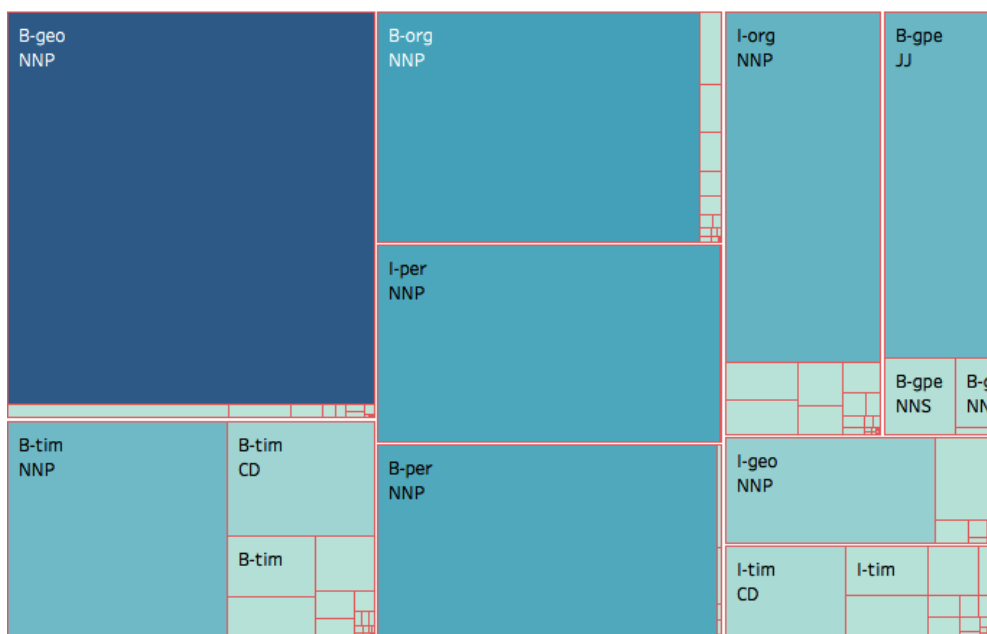 B-geo
NNP
B-org
NNP
I-org
NNP
B-gpe
JJ
I-per
NNP
B-gpe
NNS
B-tim
NNP
B-tim
CD
B-tim
B-per
NNP
I-geo
NNP
I-tim
CD
I-tim